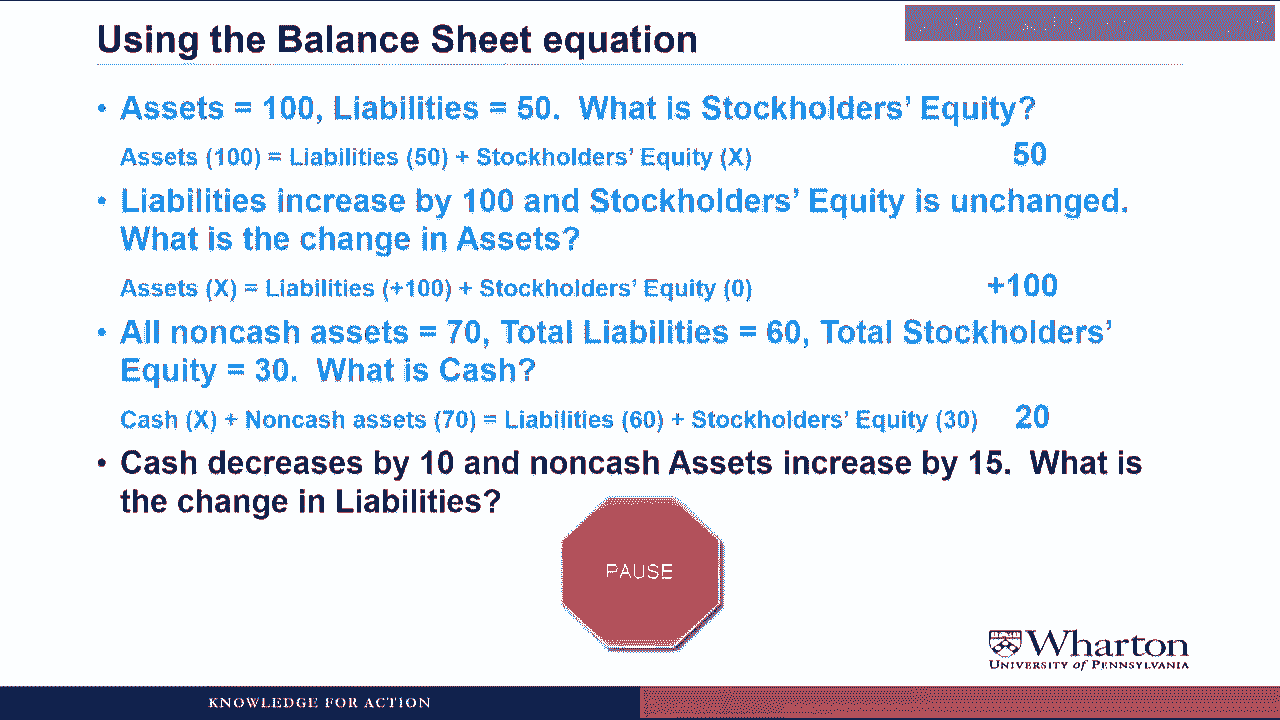 Using the Balance Sheet equation
• Assets = 100, Liabilities = 50. What is Stockholders’ Equity?
Assets (100) = Liabilities (50) + Stockholders’ Equity (X) 50
• Liabilities increase by 100 and Stockholders’ Equity is unchanged.
What is the change in Assets?
Assets (X) = Liabilities (+100) + Stockholders’ Equity (0) +100
• All noncash assets = 70, Total Liabilities = 60, Total Stockholders’
Equity = 30. What is Cash?
Cash (X) + Noncash assets (70) = Liabilities (60) + Stockholders’ Equity (30) 20
• Cash decreases by 10 and noncash Assets increase by 15. What is
the change in Liabilities?
PAUSE
Wharton
UNIVERSITY of PENNSYLVANIA
KNOWLEDGE FOR ACTION